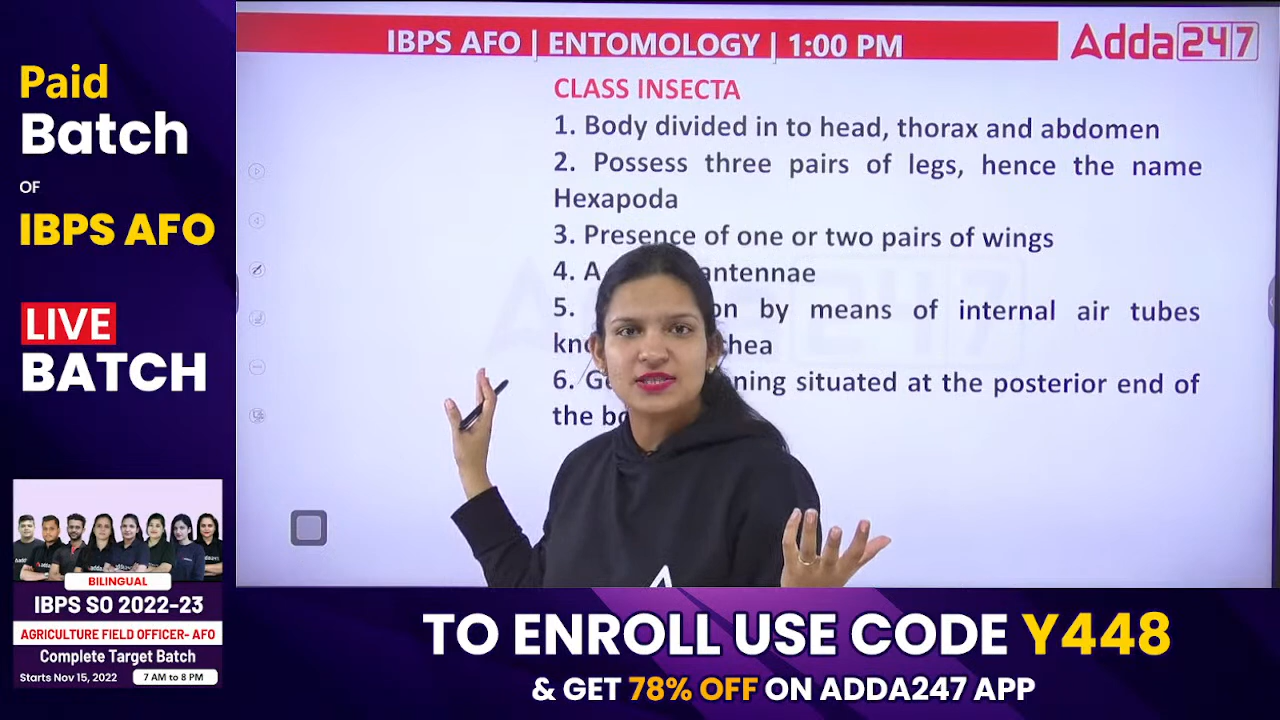 Paid
Batch
OF
IBPS AFO
LIVE
BATCH
BILINGUAL
IBPS SO 2022-23
AGRICULTURE FIELD OFFICER- AFO
Complete Target Batch
Starts Nov 15, 2022 7 AM to 8 PM
IBPS AFO | ENTOMOLOGY | 1:00 PM
Adda247
CLASS INSECTA
1. Body divided in to head, thorax and abdomen
2. Possess three pairs of legs, hence the name
Hexapoda
3. Presence of one or two pairs of wings
4. A antennae
5. by means of internal air tubes
6. situated at the posterior end of
the
TO ENROLL USE CODE Y448
& GET 78% OFF ON ADDA247 APP